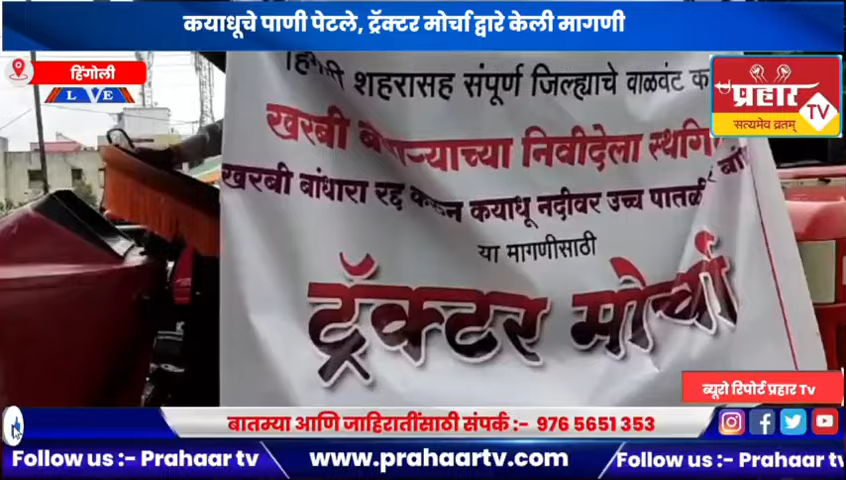 कयाधूचे पाणी पेटले, ट्रॅक्टर मोर्चा द्वारे केली मागणी
हिंगोली
LIVE
प्रहार TV
सत्यमेव व्रतम्
शहरासह संपूर्ण जिल्ह्याचे वाळवंट
खरबी निवीदेला
खरबी बांधारा रद्द करून कयाधू नदीवर उच्च पातळी
या मागणीसाठी
ट्रॅक्टर मोर्चा
ब्यूरो रिपोर्ट प्रहार Tv
बातम्या आणि जाहिरातींसाठी संपर्क :- 976 5651 353
Follow us :- Prahaar tv www.prahaartv.com Follow us :- Prahaar tv